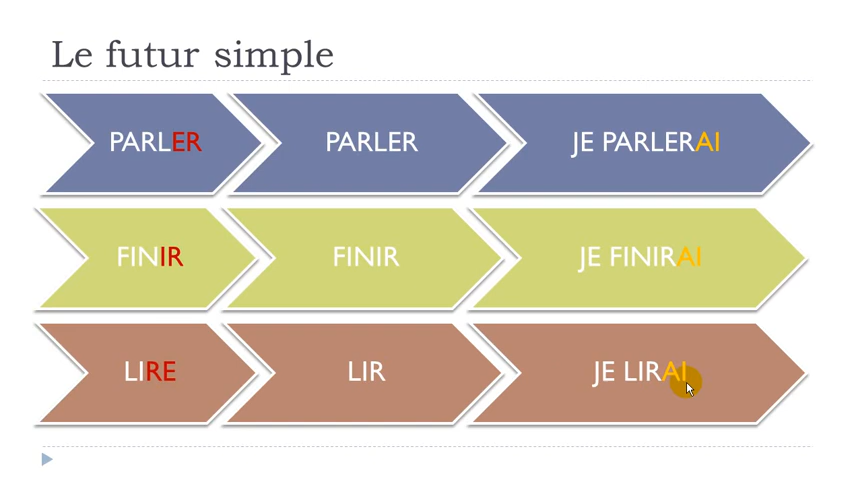 Le futur simple
PARLER PARLER JE PARLERAI
FINIR FINIR JE FINIRAI
LIRE LIR JE LIRAI